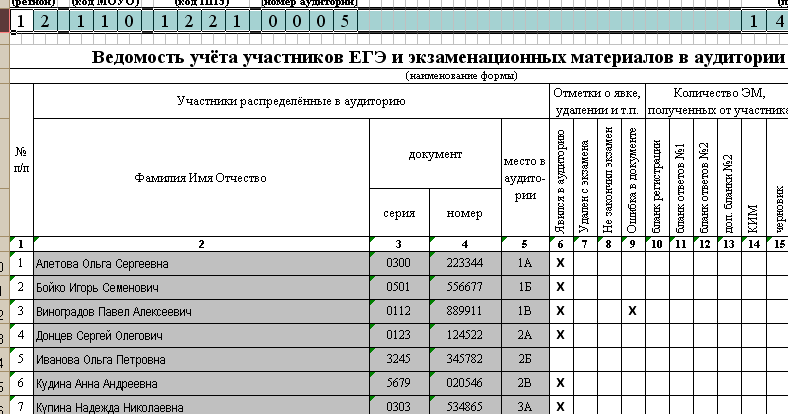 (регион) (код МОУО) (код ППЭ) (номер аудитории)
1 2 1 1 0 1 2 2 1 0 0 0 5 1 4
Ведомость учёта участников ЕГЭ и экзаменационных материалов в аудитории
(наименование формы)
№ п/п
Участники распределённые в аудиторию
Отметки о явке,
удалении и т.п.
Количество ЭМ,
полученных от участника
Фамилия Имя Отчество
документ
серия
номер
место в
аудито-
рии
Явился в аудиторию
Удален с экзамена
Не закончил экзамен
Ошибка в документе
бланк регистрации
бланк ответов №1
бланк ответов №2
доп. бланки №2
КИМ
черновик
1 2 3 4 5 6 7 8 9 10 11 12 13 14 15
1 Алетова Ольга Сергеевна 0300 223344 1А X
2 Бойко Игорь Семенович 0501 556677 1Б X
3 Виноградов Павел Алексеевич 0112 889911 1В X X
4 Донцев Сергей Олегович 0123 124522 2А X
5 Иванова Ольга Петровна 3245 345782 2Б
6 Кудина Анна Андреевна 5679 020546 2В X
7 Купина Надежда Николаевна 0303 534865 3А X